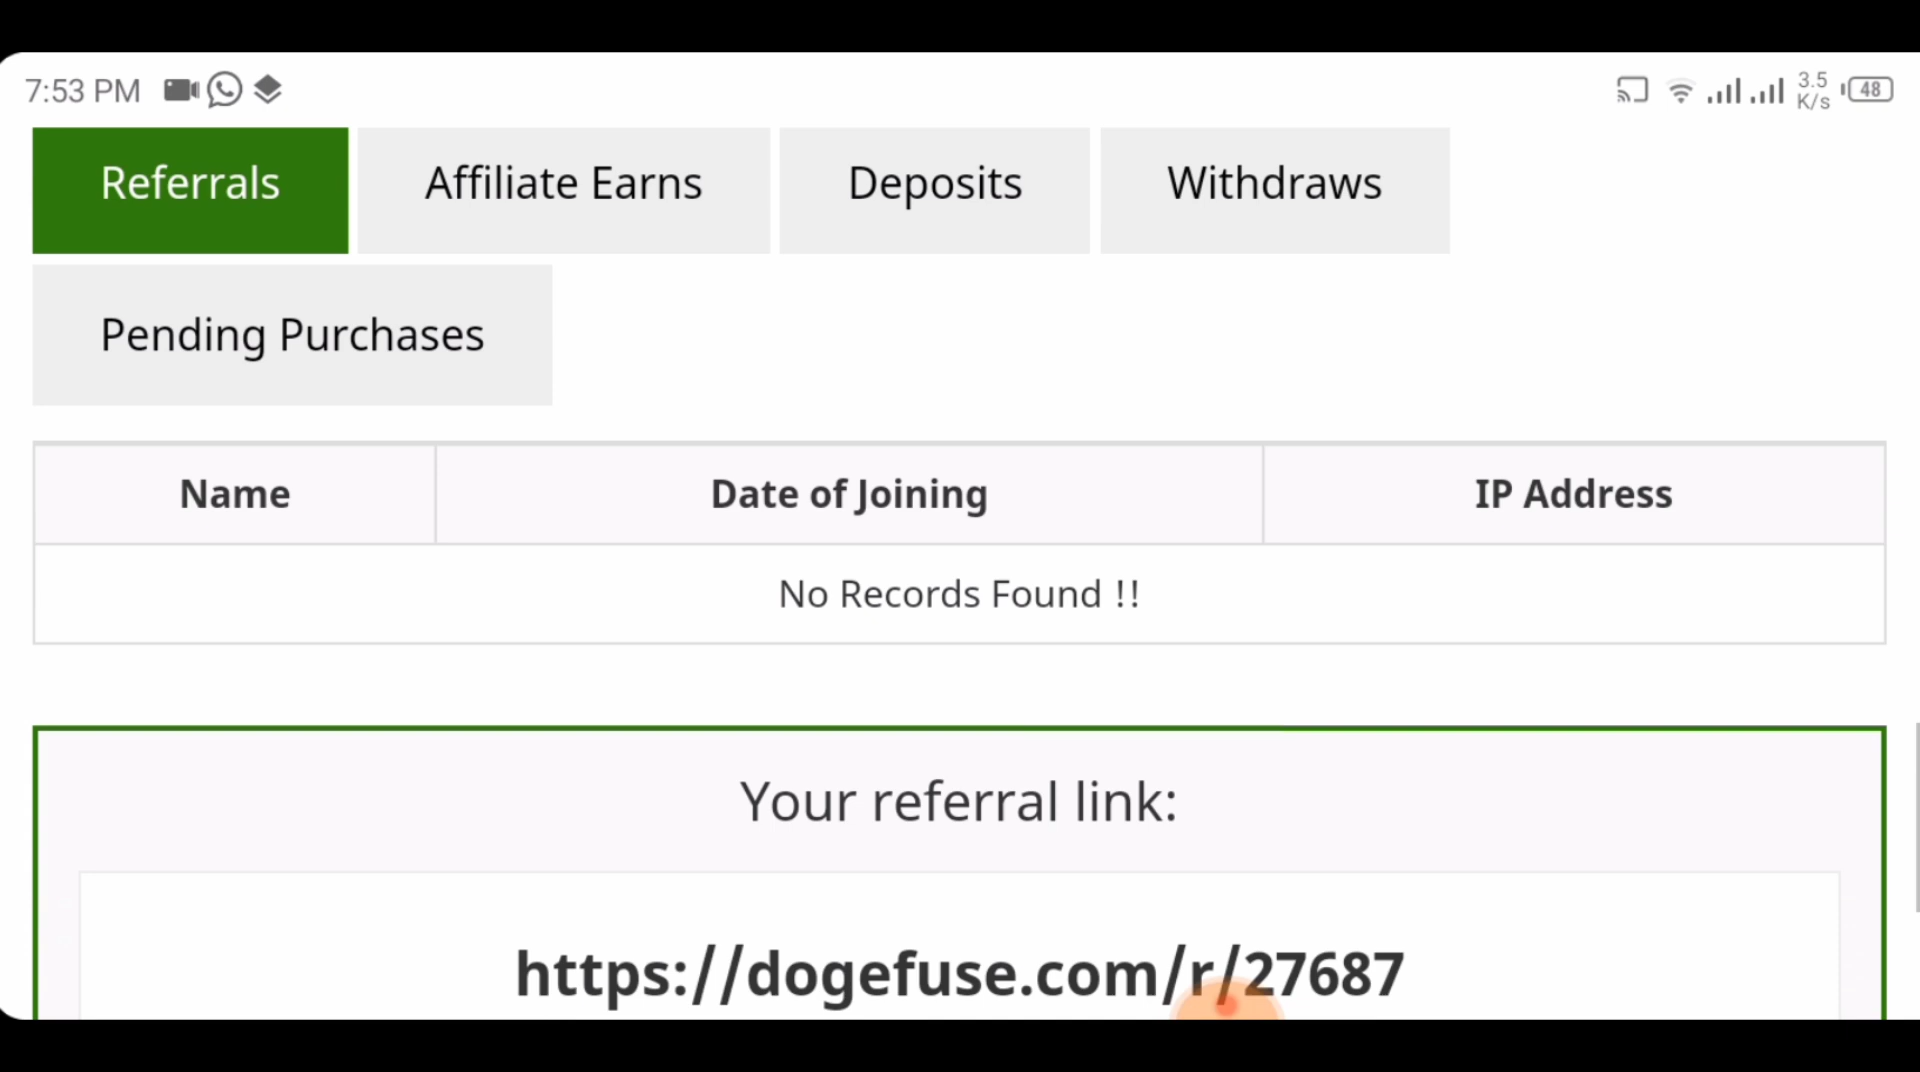 7:53 PM
3.5 K/s
48
Referrals
Affiliate Earns
Deposits
Withdraws
Pending Purchases
Name
Date of Joining
IP Address
No Records Found !!
Your referral link:
https://dogefuse.com/r/27687